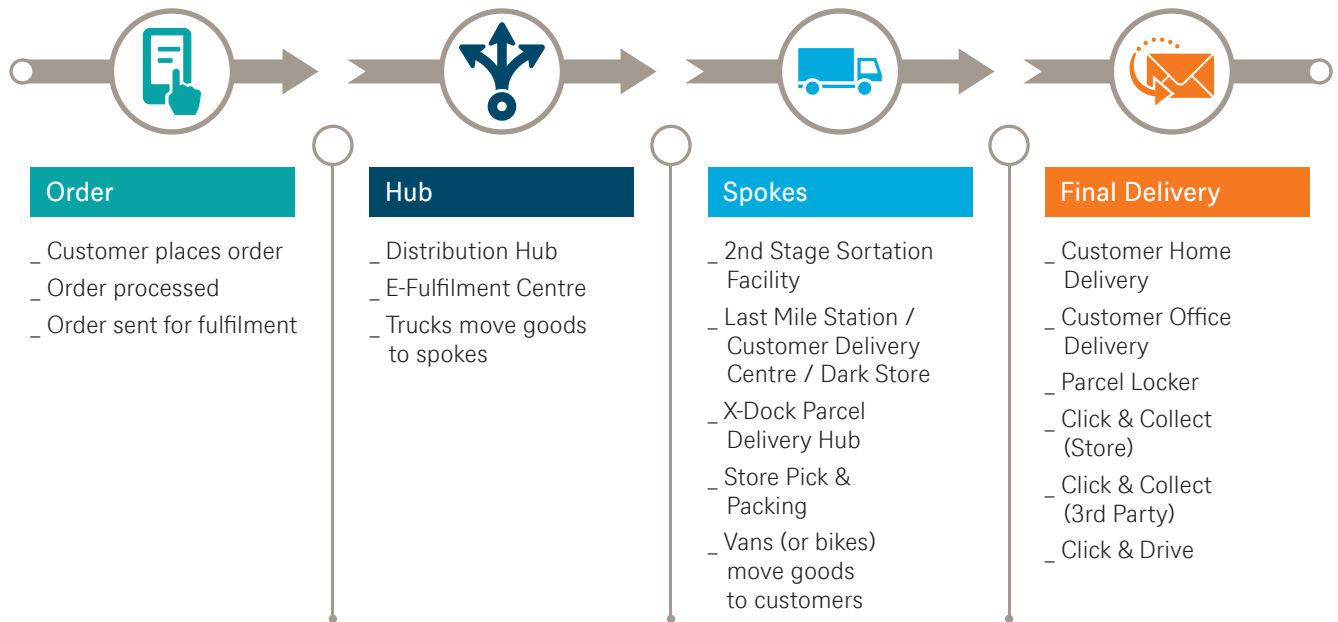 Order
_ Customer places order
_ Order processed
_ Order sent for fulfilment
Hub
_ Distribution Hub
_ E-Fulfilment Centre
_ Trucks move goods
to spokes
Spokes
_ 2nd Stage Sortation
Facility
_ Last Mile Station /
Customer Delivery
Centre / Dark Store
_ X-Dock Parcel
Delivery Hub
_ Store Pick &
Packing
_ Vans (or bikes)
move goods
to customers
Final Delivery
_ Customer Home
Delivery
_ Customer Office
Delivery
_ Parcel Locker
_ Click & Collect
(Store)
_ Click & Collect
(3rd Party)
_ Click & Drive